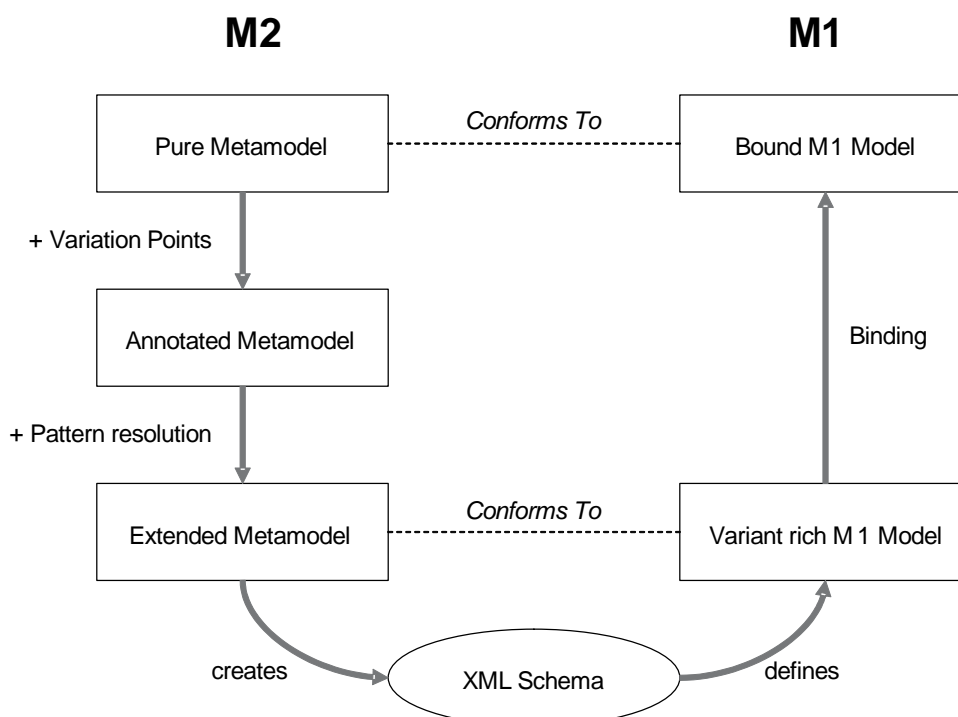 M2 M1
Conforms To
Pure Metamodel Bound M1 Model
+ Variation Points
Annotated Metamodel Binding
+ Pattern resolution
Conforms To
Extended Metamodel Variant rich M1 Model
creates XML Schema defines